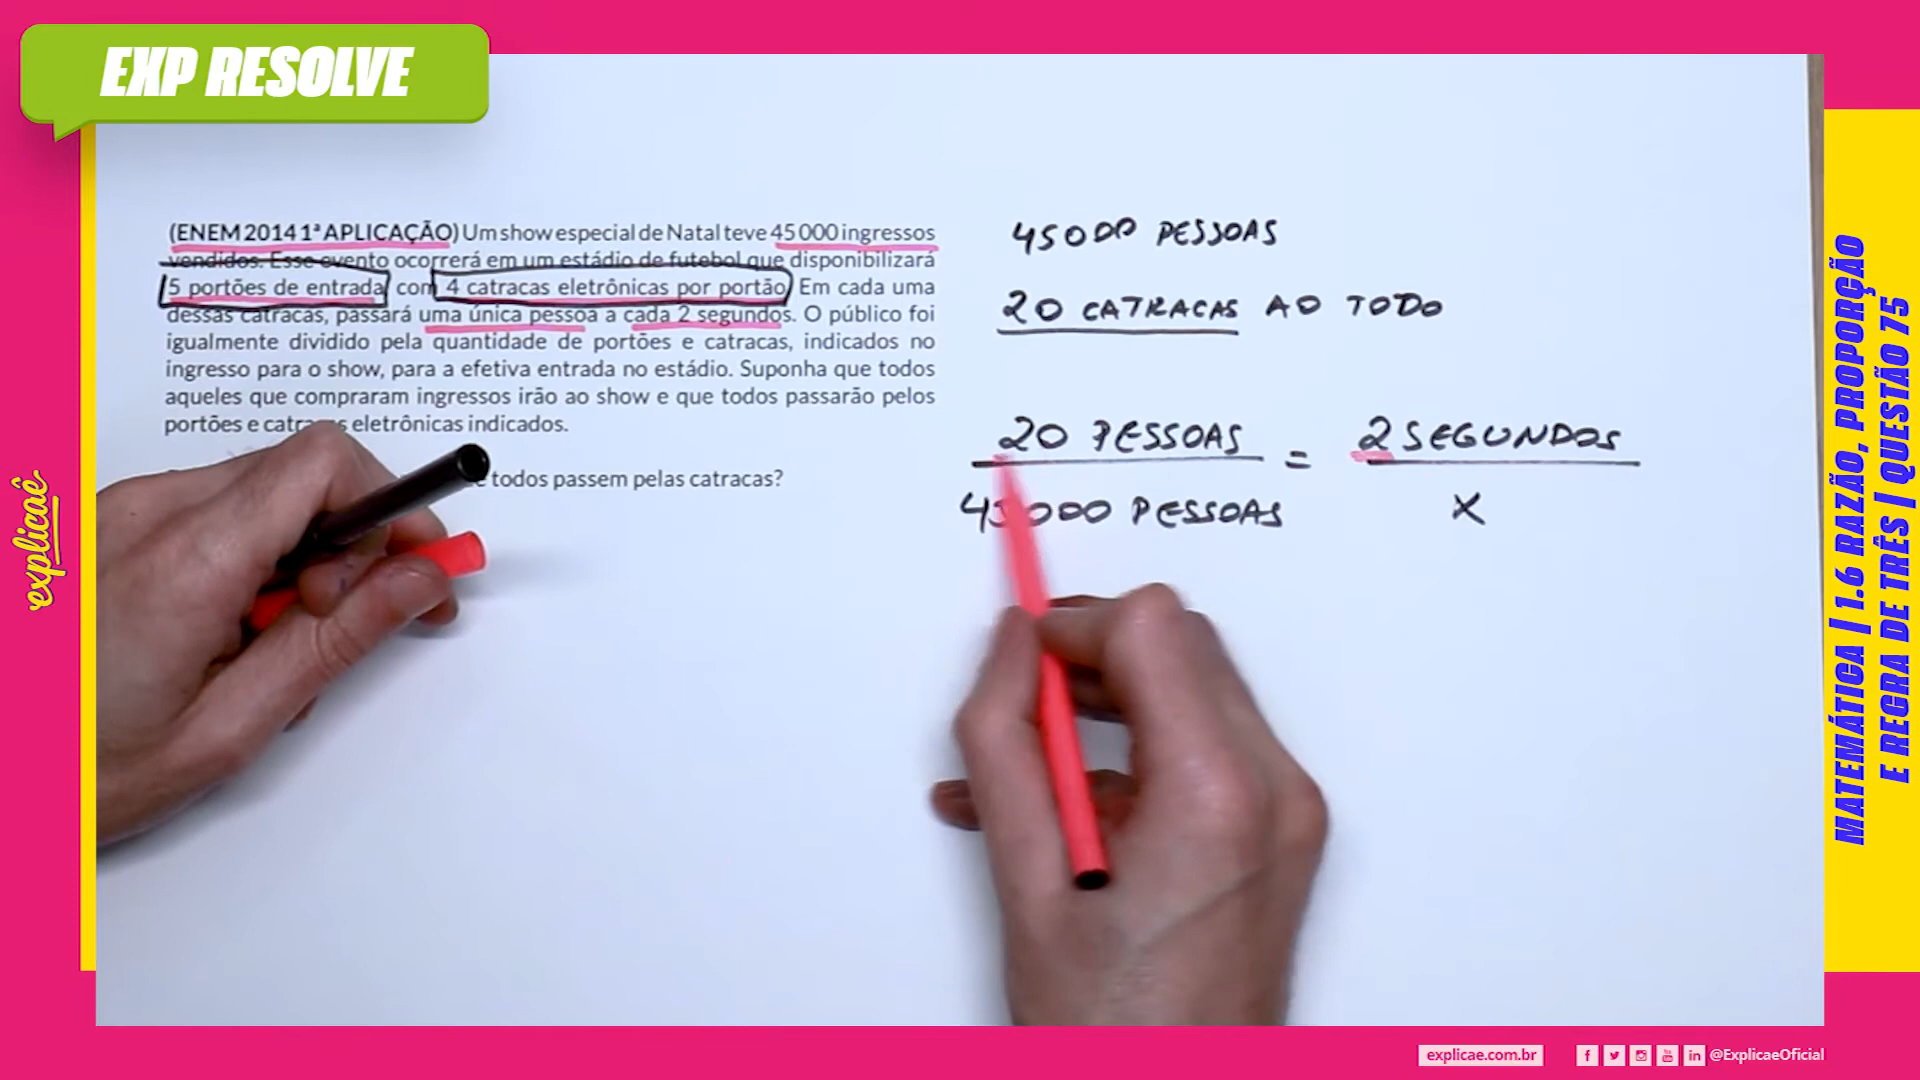 EXP RESOLVE
(ENEM 2014 1ª APLICAÇÃO) Um show especial de Natal teve 45 000 ingressos
vendidos. Esse evento ocorrerá em um estádio de futebol que disponibilizará
5 portões de entrada com 4 catracas eletrônicas por portão. Em cada uma
dessas catracas, passará uma única pessoa a cada 2 segundos. O público foi
igualmente dividido pela quantidade de portões e catracas, indicados no
ingresso para o show, para a efetiva entrada no estádio. Suponha que todos
aqueles que compraram ingressos irão ao show e que todos passarão pelos
portões e catracas eletrônicas indicados.
todos passem pelas catracas?
45000 PESSOAS
20 CATRACAS AO TODO
20 PESSOAS = 2 SEGUNDOS
45000 PESSOAS X
explicaê
MATEMÁTICA | 1.6 RAZÃO, PROPORÇÃO
E REGRA DE TRÊS | QUESTÃO 75
explicae.com.br
@ExplicaeOficial